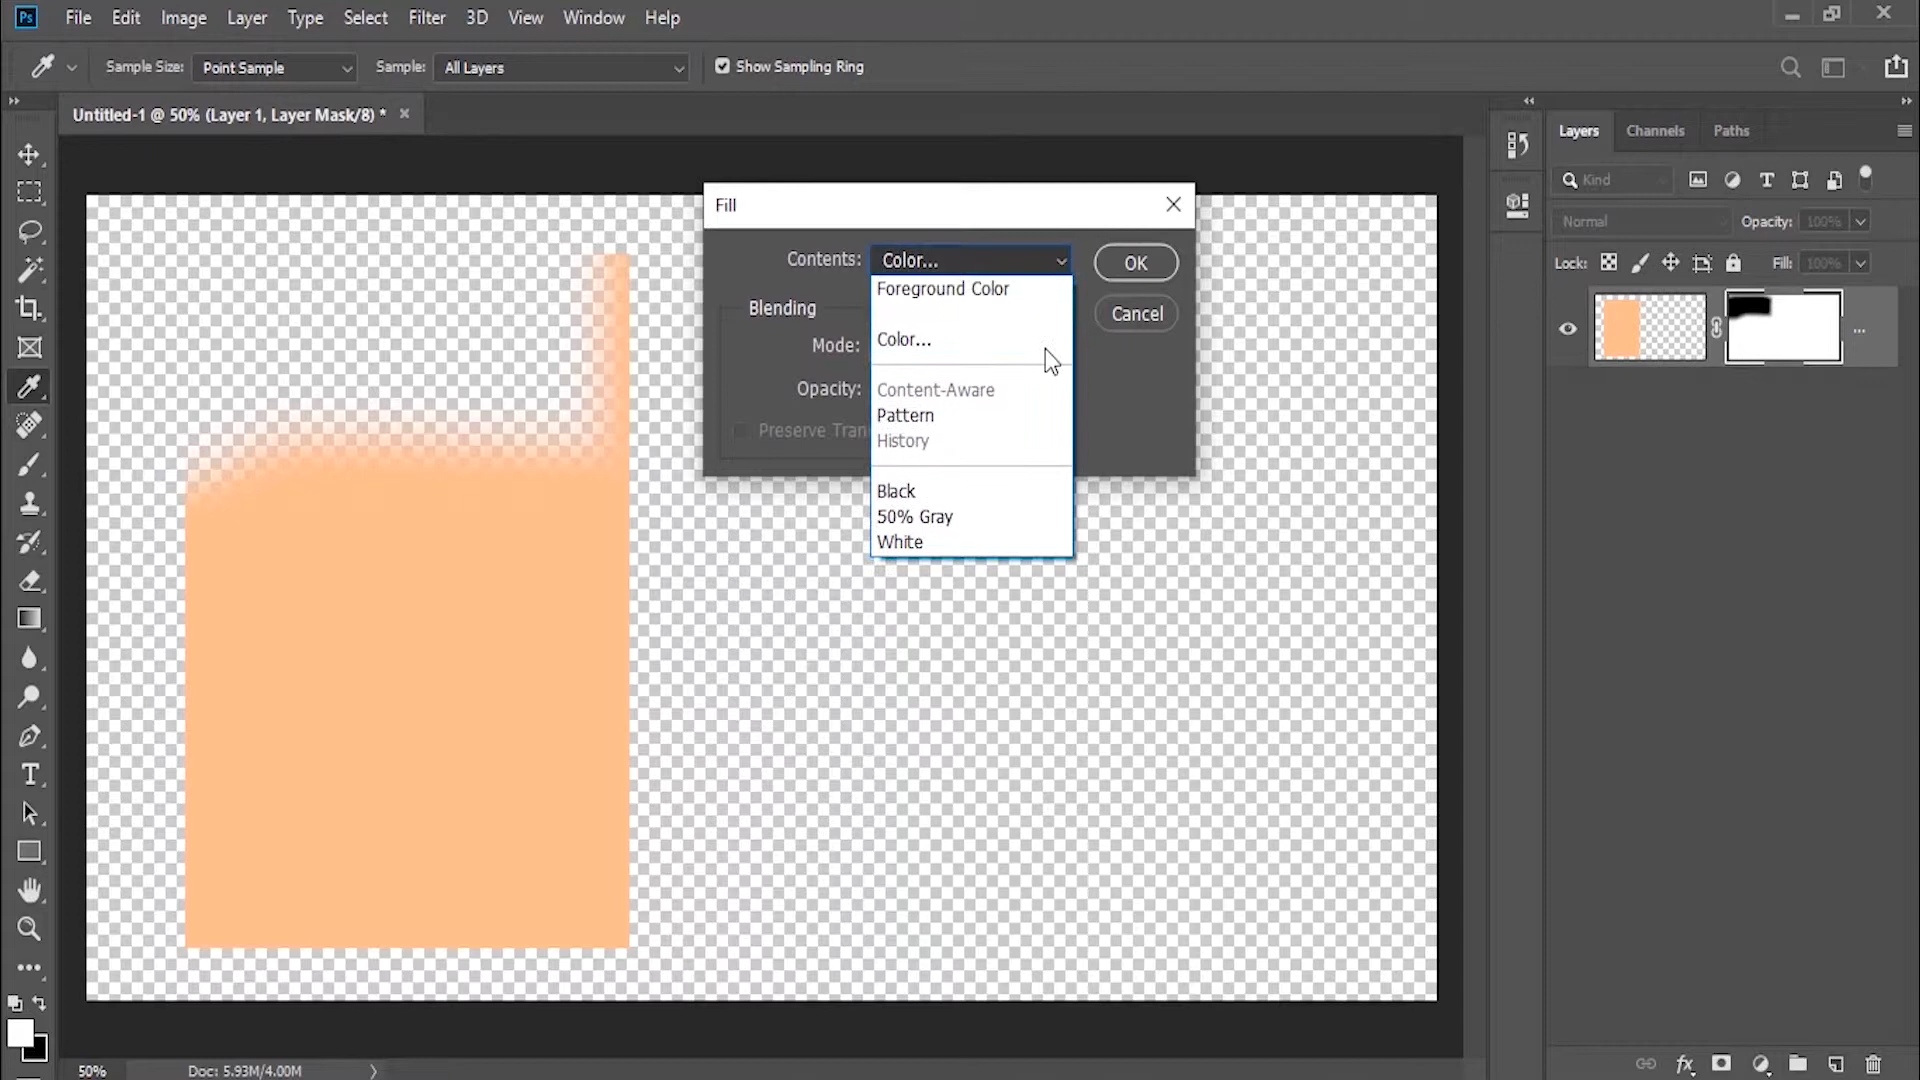 Ps File Edit Image Layer Type Select Filter 3D View Window Help
Sample Size: Point Sample Sample: All Layers Show Sampling Ring
Untitled-1 @ 50% (Layer 1, Layer Mask/8) *
Layers Channels Paths
Kind
Normal Opacity: 100%
Lock: Fill: 100%
Fill
Contents: Color...
OK
Cancel
Blending
Mode:
Opacity:
Preserve Tran
Foreground Color
Color...
Content-Aware
Pattern
History
Black
50% Gray
White
50% Doc: 5.93M/4.00M